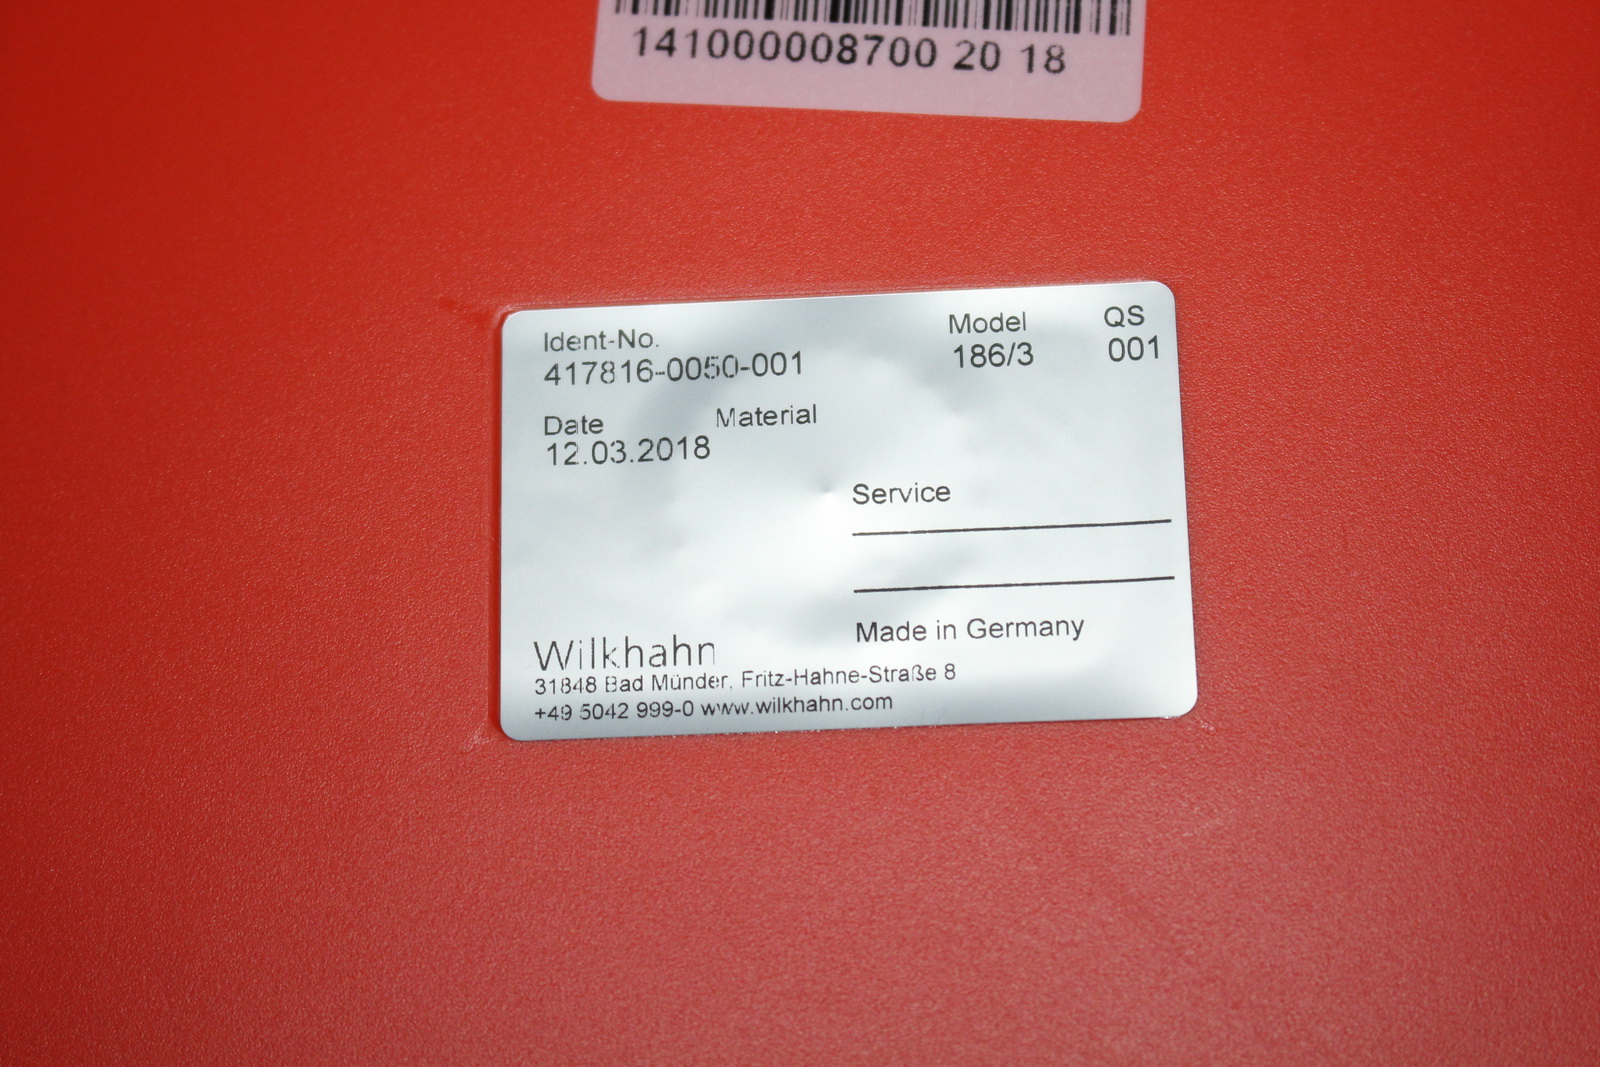 141000008700 20 18
Ident-No. Model QS
417816-0050-001 186/3 001
Date Material
12.03.2018
Service
Made in Germany
Wilkhahn
31848 Bad Münder, Fritz-Hahne-Straße 8
+49 5042 999-0 www.wilkhahn.com